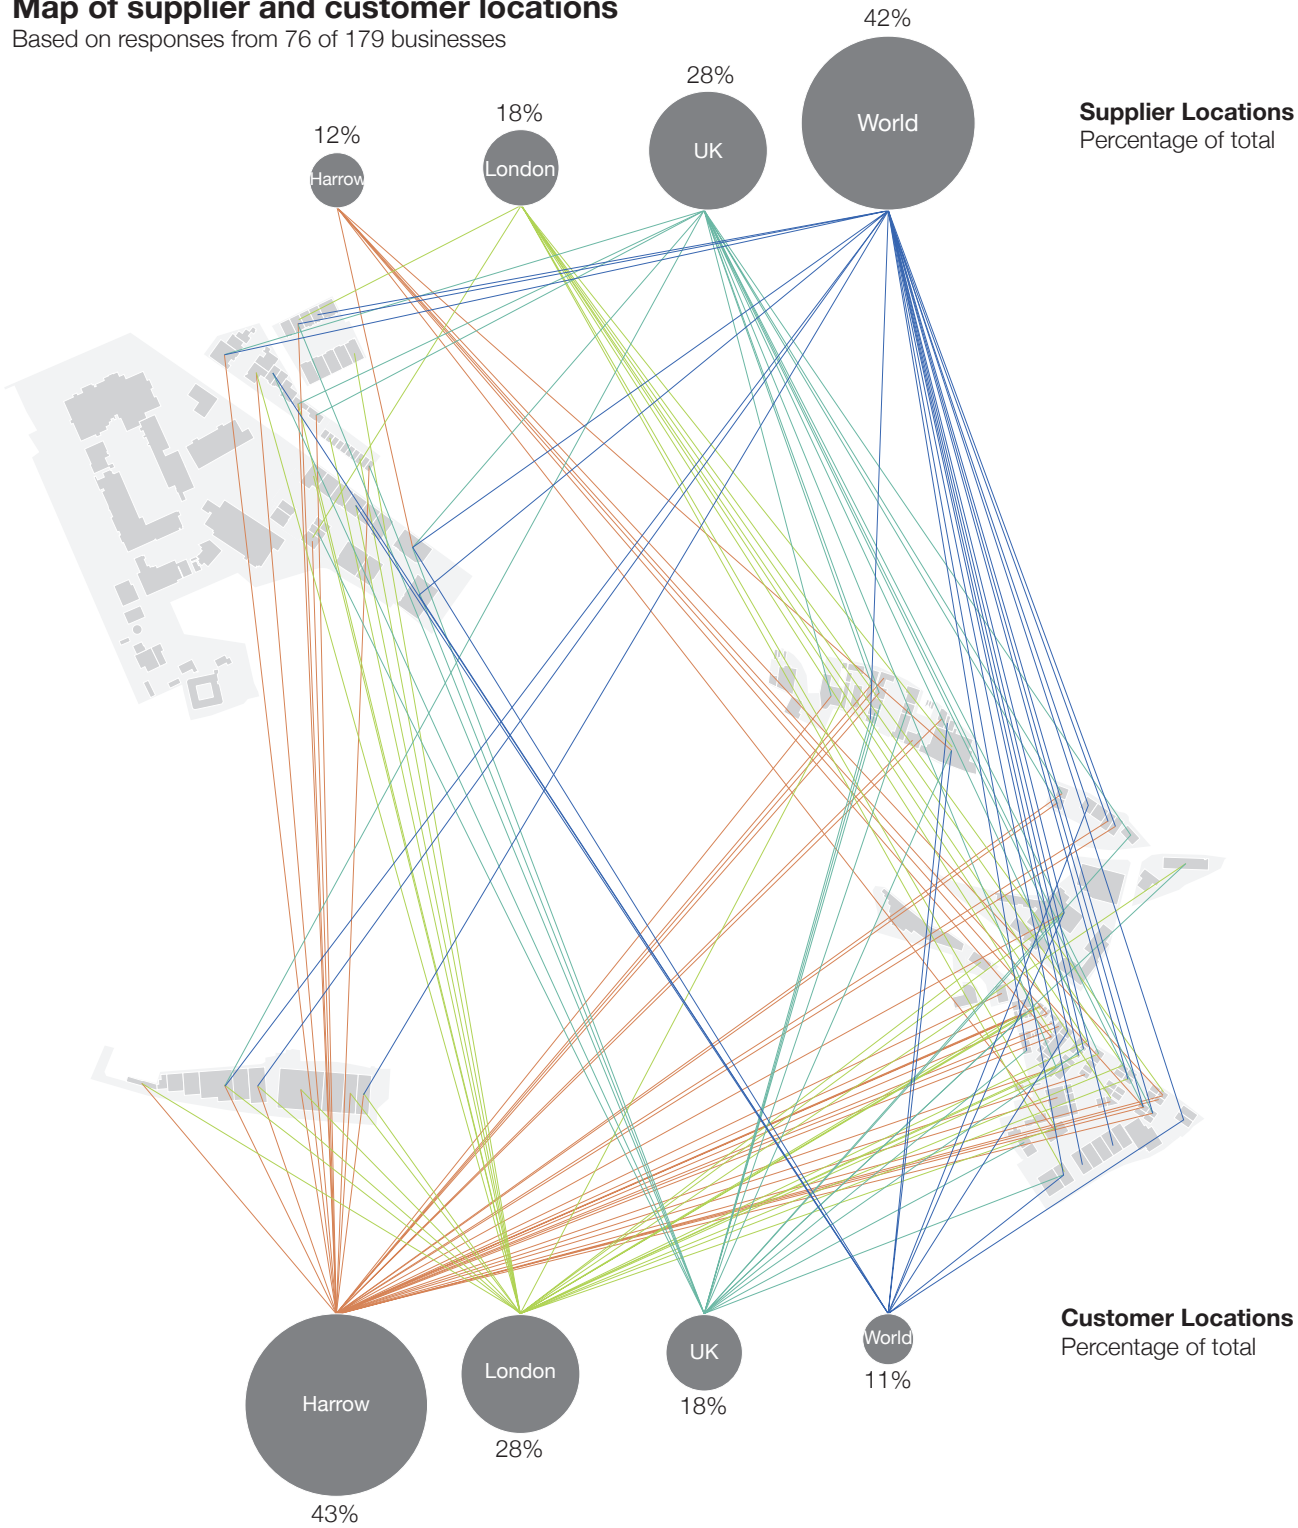 Map of supplier and customer locations
Based on responses from 76 of 179 businesses
42%
World
28%
UK
18%
London
12%
Harrow
Supplier Locations
Percentage of total
Customer Locations
Percentage of total
Harrow
43%
London
28%
UK
18%
World
11%